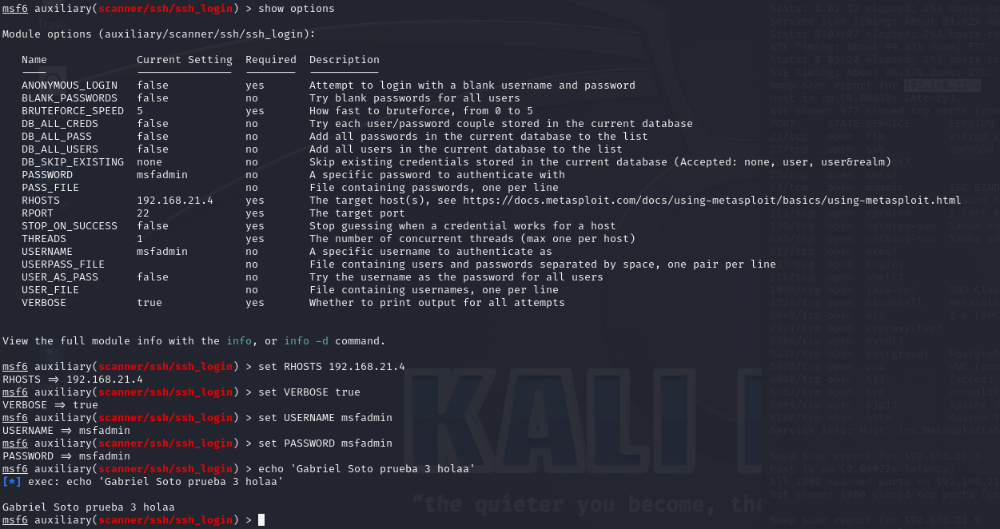 msf6 auxiliary(scanner/ssh/ssh_login) > show options
Module options (auxiliary/scanner/ssh/ssh_login):
Name Current Setting Required Description
ANONYMOUS_LOGIN false yes Attempt to login with a blank username and password
BLANK_PASSWORDS false no Try blank passwords for all users
BRUTEFORCE_SPEED 5 yes How fast to bruteforce, from 0 to 5
DB_ALL_CREDS false no Try each user/password couple stored in the current database
DB_ALL_PASS false no Add all passwords in the current database to the list
DB_ALL_USERS false no Add all users in the current database to the list
DB_SKIP_EXISTING none no Skip existing credentials stored in the current database (Accepted: none, user, user&realm)
PASSWORD msfadmin no A specific password to authenticate with
PASS_FILE no File containing passwords, one per line
RHOSTS 192.168.21.4 yes The target host(s), see https://docs.metasploit.com/docs/using-metasploit/basics/using-metasploit.html
RPORT 22 yes The target port
STOP_ON_SUCCESS false yes Stop guessing when a credential works for a host
THREADS 1 yes The number of concurrent threads (max one per host)
USERNAME msfadmin no A specific username to authenticate as
USERPASS_FILE no File containing users and passwords separated by space, one pair per line
USER_AS_PASS false no Try the username as the password for all users
USER_FILE no File containing usernames, one per line
VERBOSE true yes Whether to print output for all attempts
View the full module info with the info, or info -d command.
msf6 auxiliary(scanner/ssh/ssh_login) > set RHOSTS 192.168.21.4
RHOSTS ⇒ 192.168.21.4
msf6 auxiliary(scanner/ssh/ssh_login) > set VERBOSE true
VERBOSE ⇒ true
msf6 auxiliary(scanner/ssh/ssh_login) > set USERNAME msfadmin
USERNAME ⇒ msfadmin
msf6 auxiliary(scanner/ssh/ssh_login) > set PASSWORD msfadmin
PASSWORD ⇒ msfadmin
msf6 auxiliary(scanner/ssh/ssh_login) > echo 'Gabriel Soto prueba 3 holaa'
[*] exec: echo 'Gabriel Soto prueba 3 holaa'
Gabriel Soto prueba 3 holaa
msf6 auxiliary(scanner/ssh/ssh_login) >
KALI
"the quieter you become, the